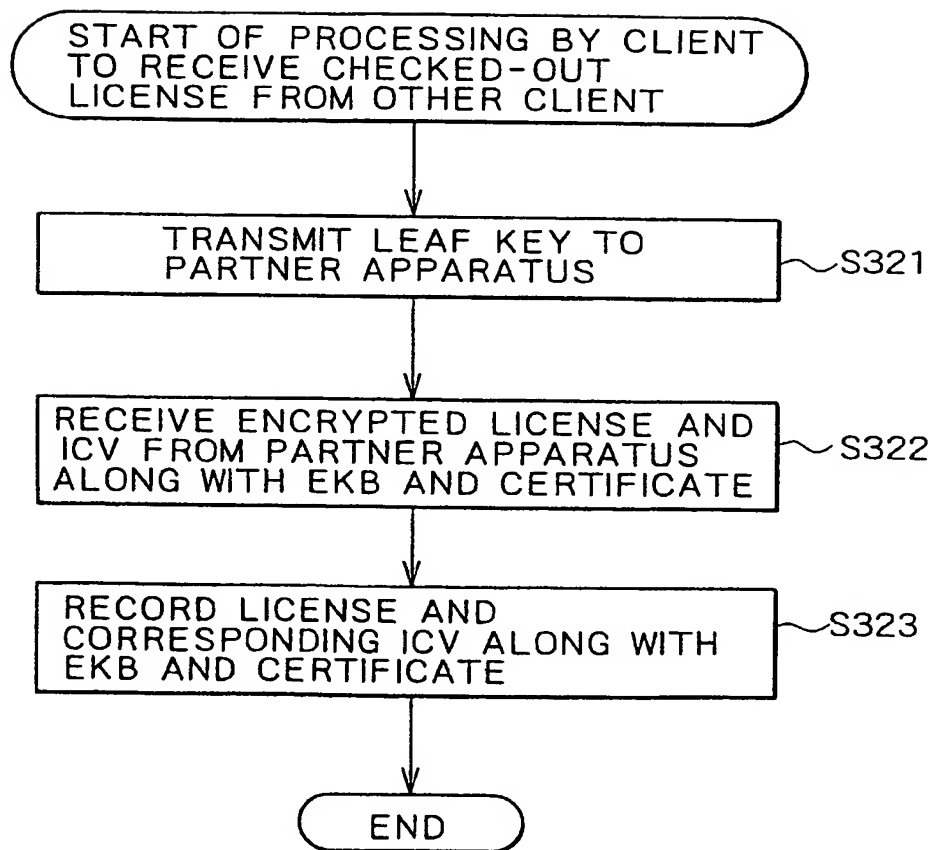 START OF PROCESSING BY CLIENT
TO RECEIVE CHECKED-OUT
LICENSE FROM OTHER CLIENT
TRANSMIT LEAF KEY TO
PARTNER APPARATUS
S321
RECEIVE ENCRYPTED LICENSE AND
ICV FROM PARTNER APPARATUS
ALONG WITH EKB AND CERTIFICATE
S322
RECORD LICENSE AND
CORRESPONDING ICV ALONG WITH
EKB AND CERTIFICATE
S323
END